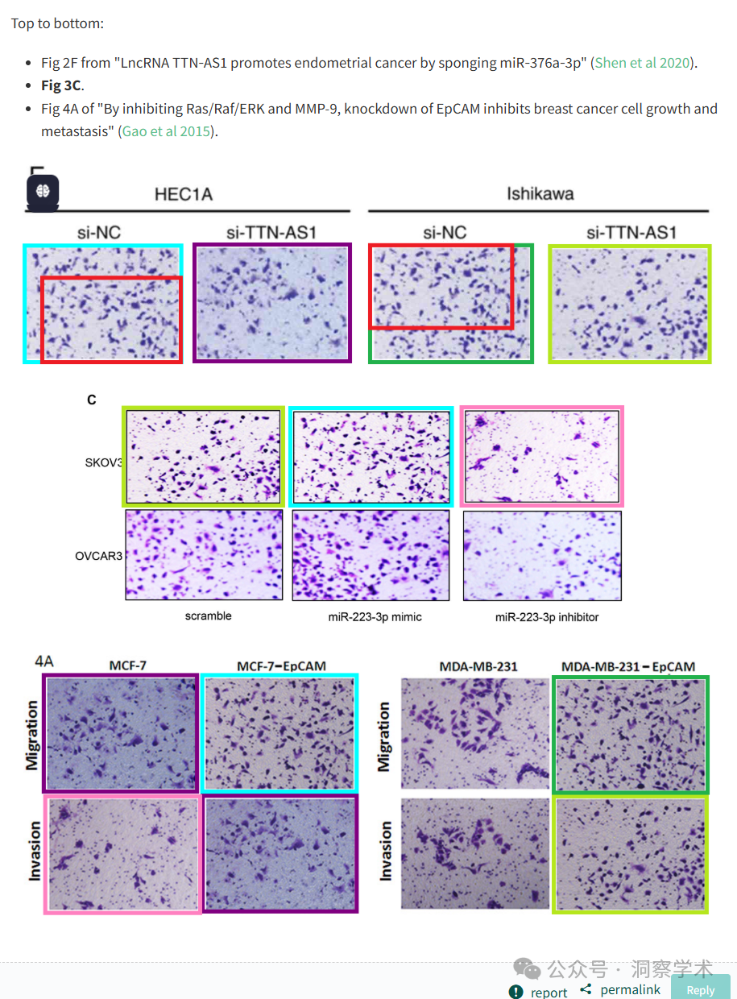 Top to bottom:
• Fig 2F from "LncRNA TTN-AS1 promotes endometrial cancer by sponging miR-376a-3p" (Shen et al 2020).
• Fig 3C.
• Fig 4A of "By inhibiting Ras/Raf/ERK and MMP-9, knockdown of EpCAM inhibits breast cancer cell growth and
metastasis" (Gao et al 2015).
HEC1A Ishikawa
si-NC si-TTN-AS1 si-NC si-TTN-AS1
C
SKOV3
OVCAR3
scramble miR-223-3p mimic miR-223-3p inhibitor
4A MCF-7 MCF-7-EpCAM MDA-MB-231 MDA-MB-231-EpCAM
Migration Migration
Invasion Invasion
公众号 · 洞察学术
report permalink Reply